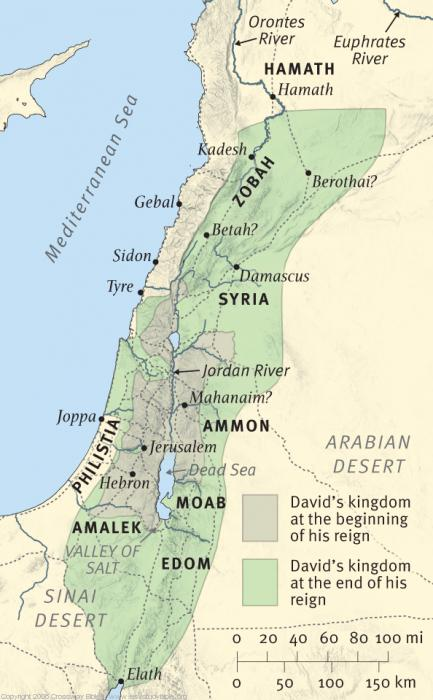 Orontes
River
Euphrates
River
HAMATH
Hamath
Mediterranean Sea
Kadesh
ZOBAH
Berothai?
Gebal
Betah?
Sidon
Damascus
Tyre
SYRIA
Jordan River
Mahanaim?
Joppa
AMMON
PHILISTIA
Jerusalem
ARABIAN
DESERT
Dead Sea
Hebron
MOAB
David's kingdom
at the beginning
of his reign
AMALEK
VALLEY OF
SALT
EDOM
David's kingdom
at the end of his
reign
SINAI
DESERT
0 20 40 60 80 100 mi
0 50 100 150 km
Elath